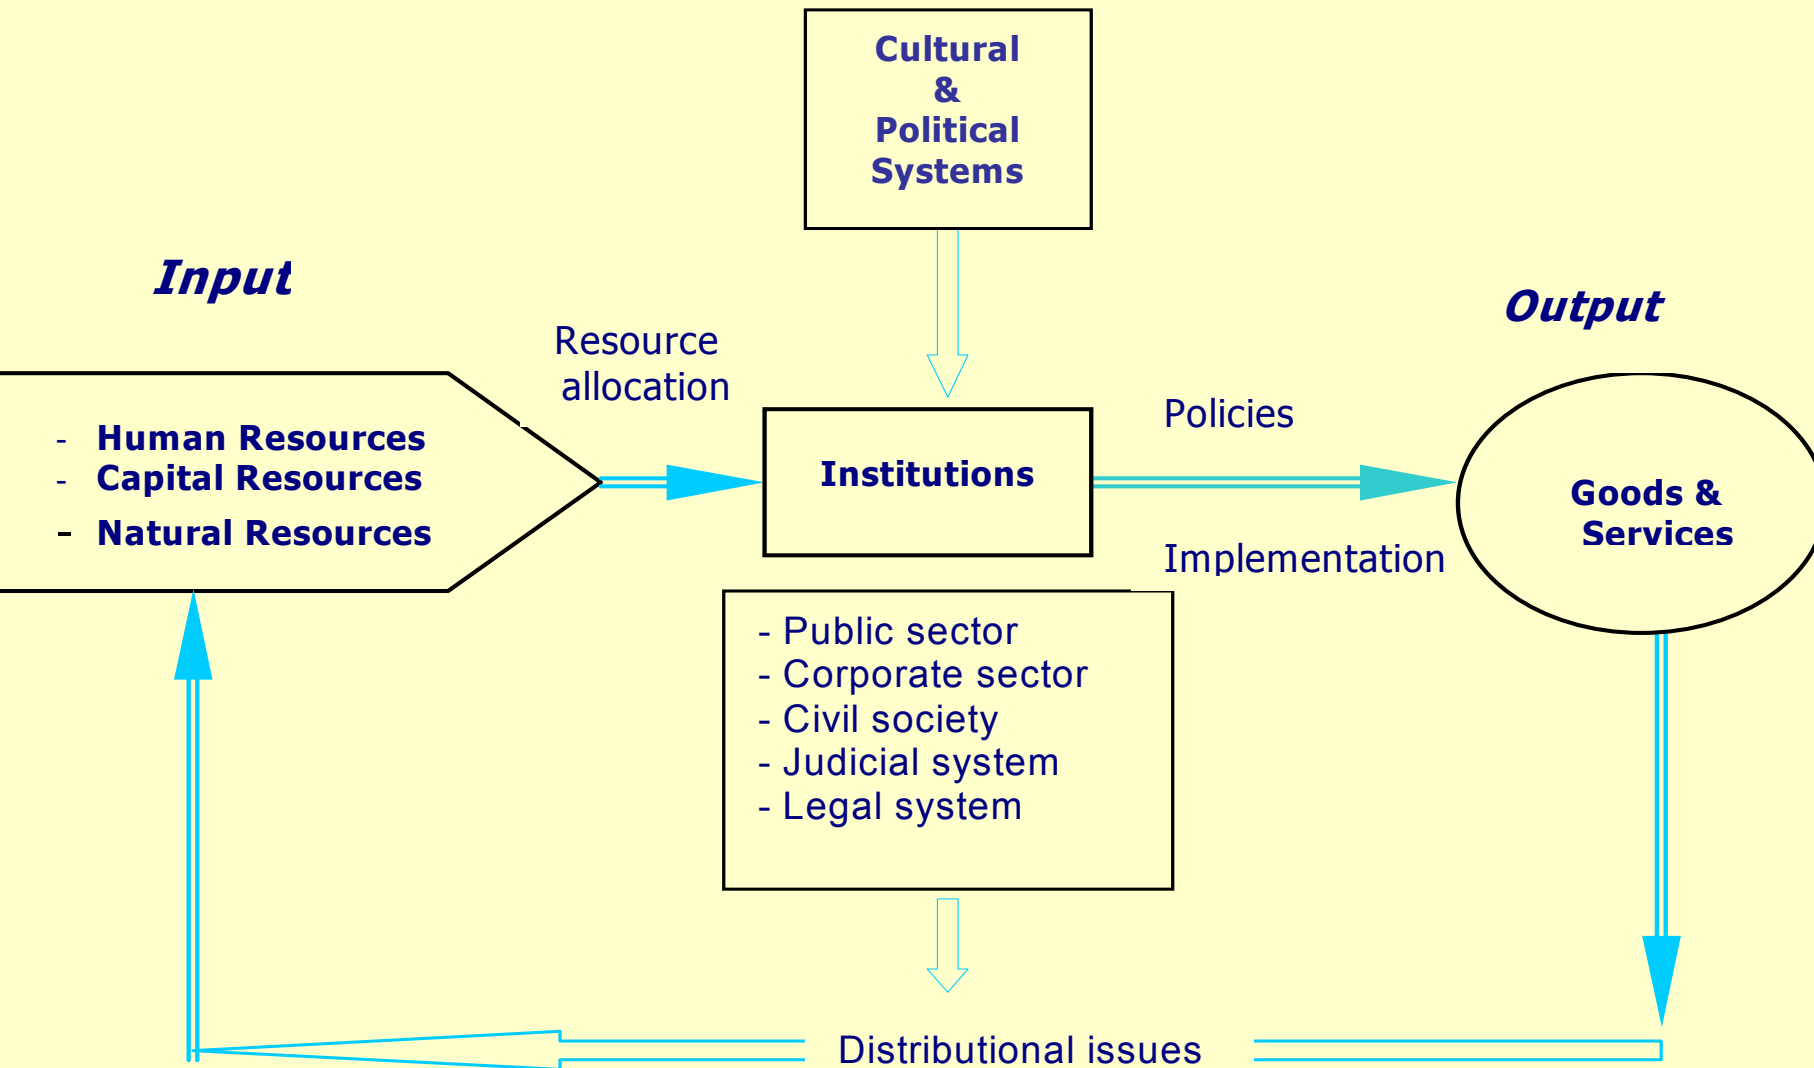 Cultural
&
Political
Systems
Input
Output
Resource
allocation
- Human Resources
- Capital Resources
- Natural Resources
Institutions
Policies
Implementation
Goods &
Services
- Public sector
- Corporate sector
- Civil society
- Judicial system
- Legal system
Distributional issues